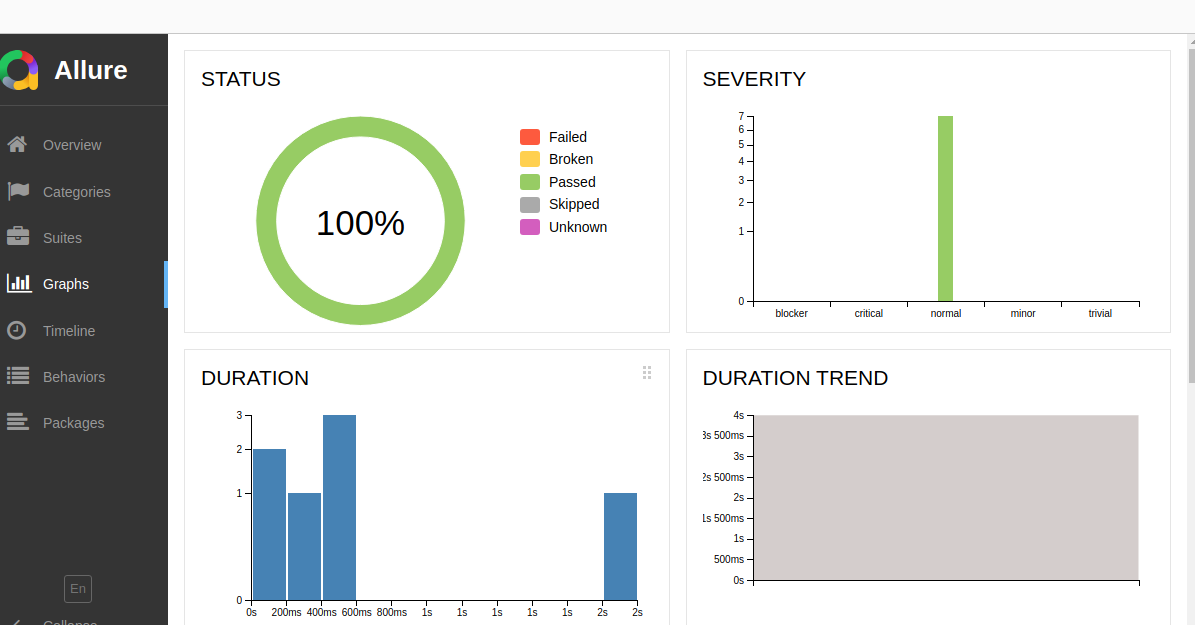 Allure
Overview
Categories
Suites
Graphs
Timeline
Behaviors
Packages
En
Collapse
STATUS
100%
Failed
Broken
Passed
Skipped
Unknown
SEVERITY
7
6
5
4
3
2
1
0
blocker critical normal minor trivial
DURATION
3
2
1
0
0s 200ms 400ms 600ms 800ms 1s 1s 1s 1s 1s 2s 2s
DURATION TREND
4s
3s 500ms
3s
2s 500ms
2s
1s 500ms
1s
500ms
0s